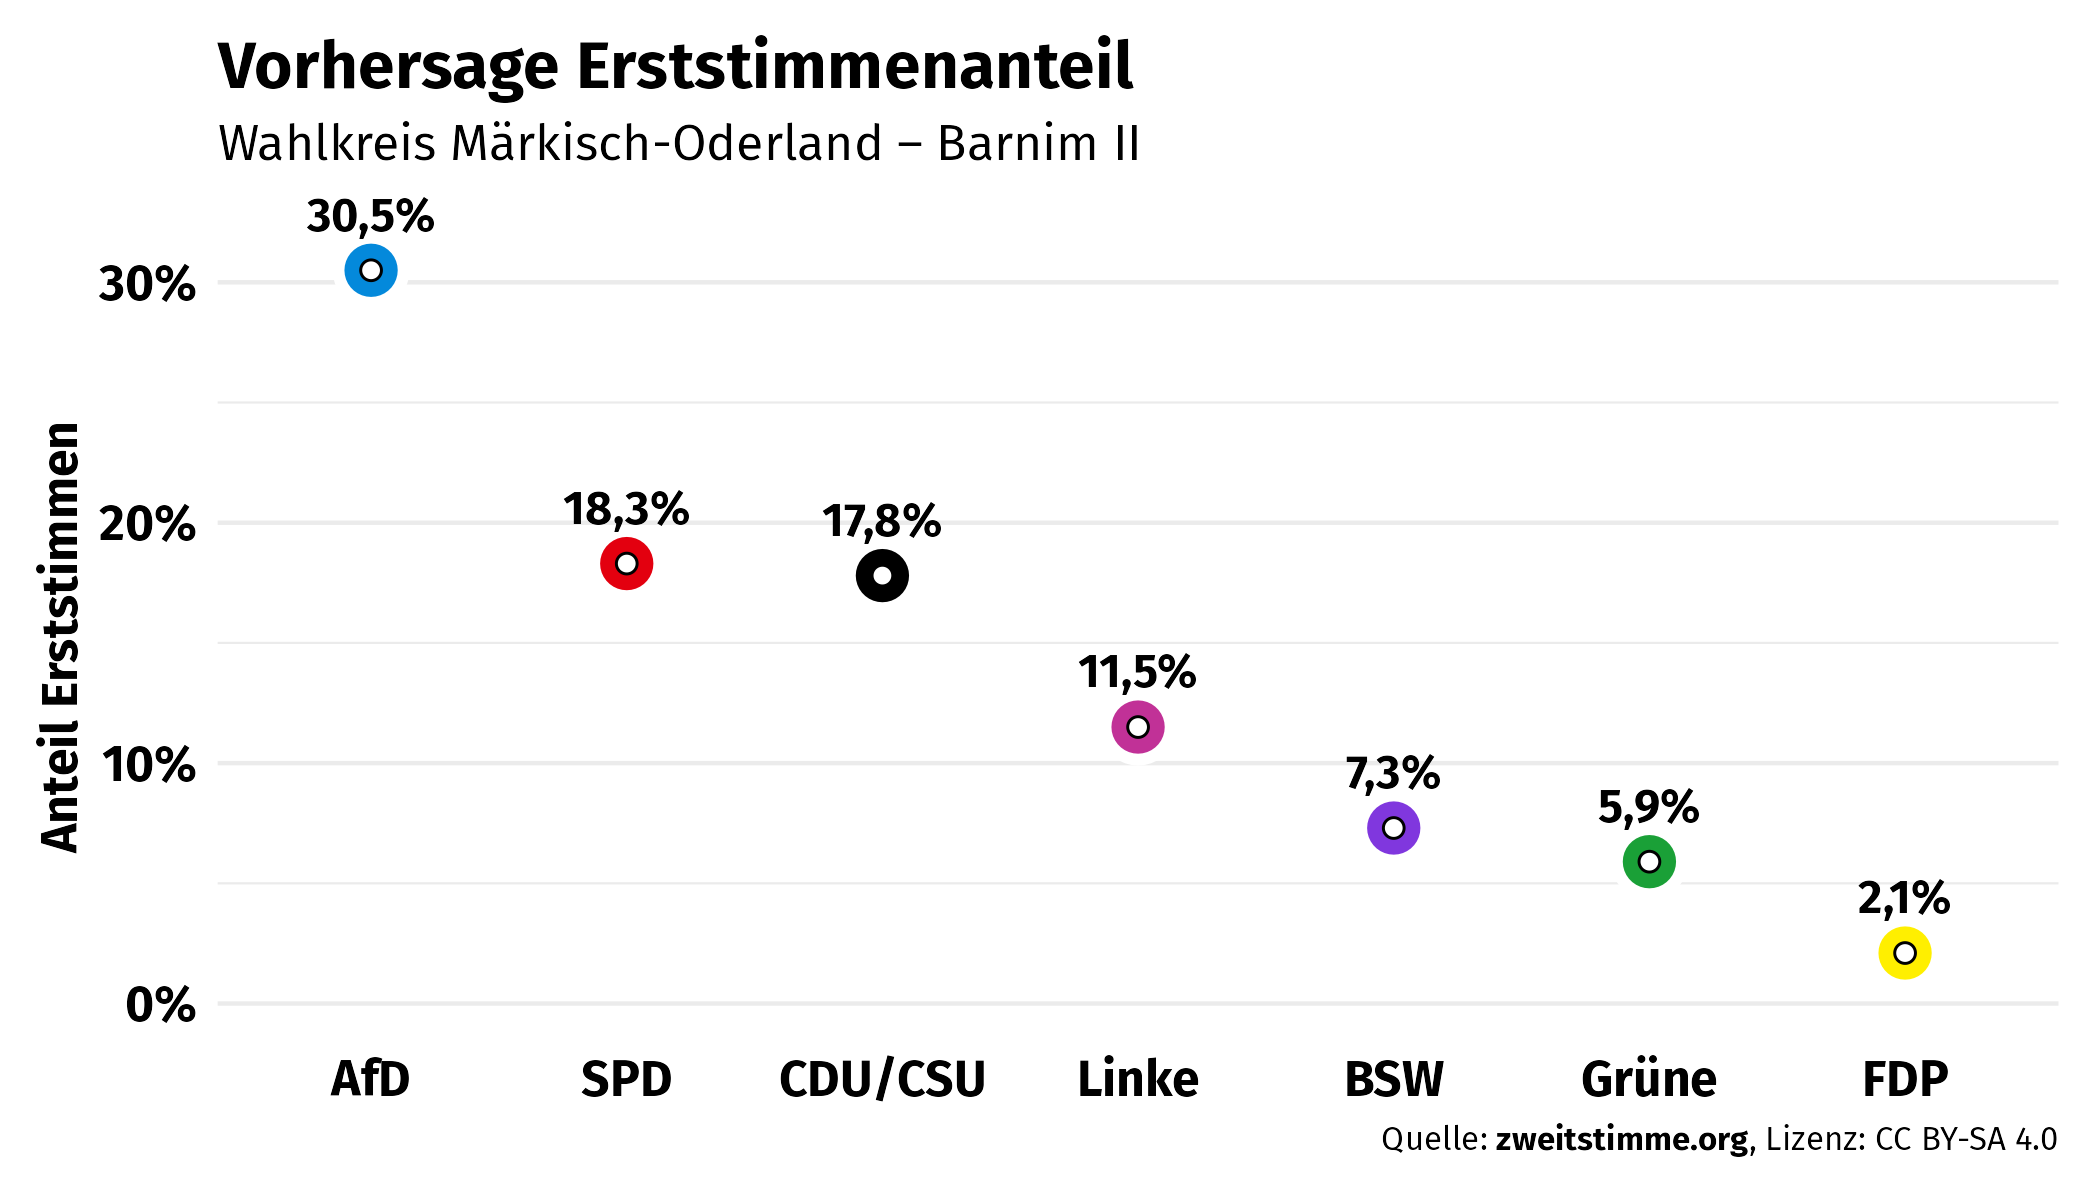 Vorhersage Erststimmenanteil
Wahlkreis Märkisch-Oderland – Barnim II
Anteil Erststimmen
30%
20%
10%
0%
30,5%
18,3%
17,8%
11,5%
7,3%
5,9%
2,1%
AfD SPD CDU/CSU Linke BSW Grüne FDP
Quelle: zweitstimme.org, Lizenz: CC BY-SA 4.0